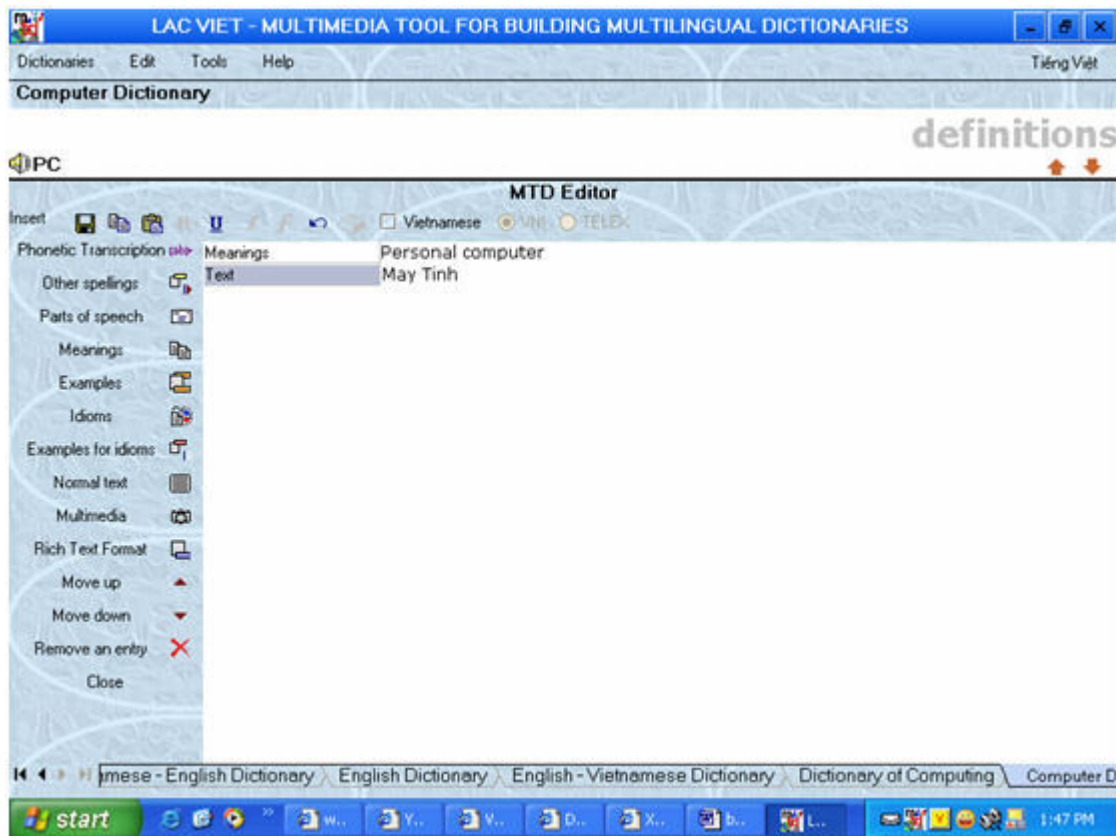 LAC VIET - MULTIMEDIA TOOL FOR BUILDING MULTILINGUAL DICTIONARIES
Dictionaries Edit Tools Help Tiếng Việt
Computer Dictionary
definitions
PC
MTD Editor
Insert U Vietnamese VNI TELEX
Phonetic Transcription Meanings Personal computer
Other spellings Text May Tinh
Parts of speech
Meanings
Examples
Idioms
Examples for idioms
Normal text
Multimedia
Rich Text Format
Move up
Move down
Remove an entry
Close
mese - English Dictionary English Dictionary English - Vietnamese Dictionary Dictionary of Computing Computer D
start w.. Y.. V.. D.. X.. b.. L.. 1:47 PM